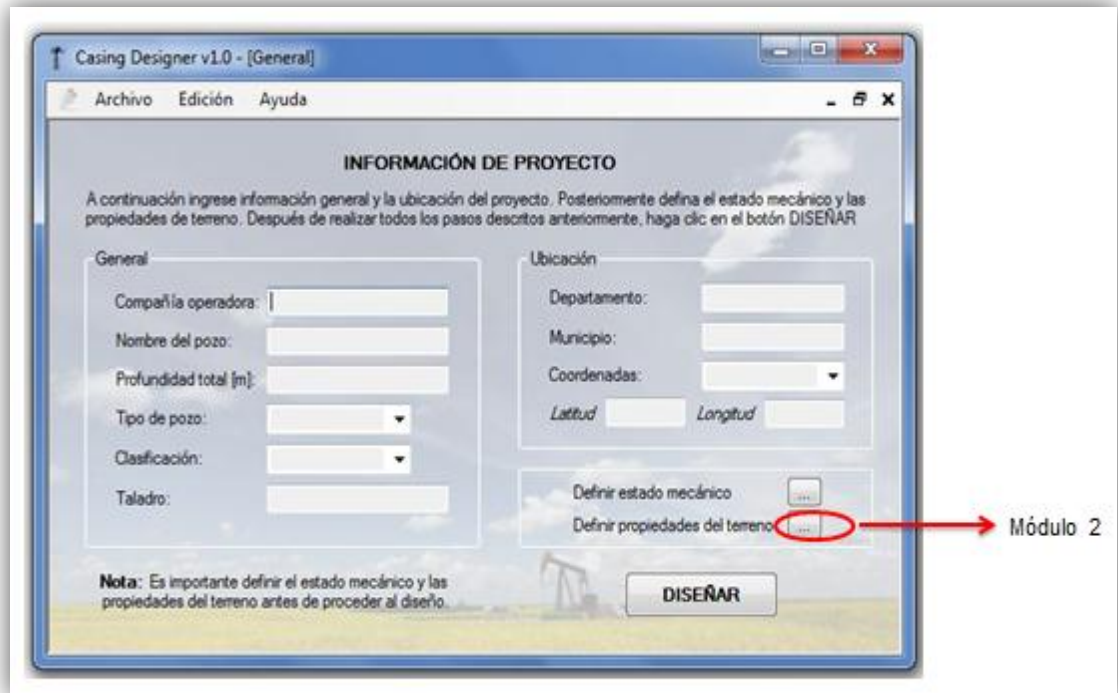 Casing Designer v1.0 - [General]
Archivo Edición Ayuda
INFORMACIÓN DE PROYECTO
A continuación ingrese información general y la ubicación del proyecto. Posteriormente defina el estado mecánico y las
propiedades de terreno. Después de realizar todos los pasos descritos anteriormente, haga clic en el botón DISEÑAR
General
Compañía operadora:
Nombre del pozo:
Profundidad total [m]:
Tipo de pozo:
Clasificación:
Taladro:
Ubicación
Departamento:
Municipio:
Coordenadas:
Latitud Longitud
Definir estado mecánico ...
Definir propiedades del terreno ...
Módulo 2
Nota: Es importante definir el estado mecánico y las
propiedades del terreno antes de proceder al diseño.
DISEÑAR